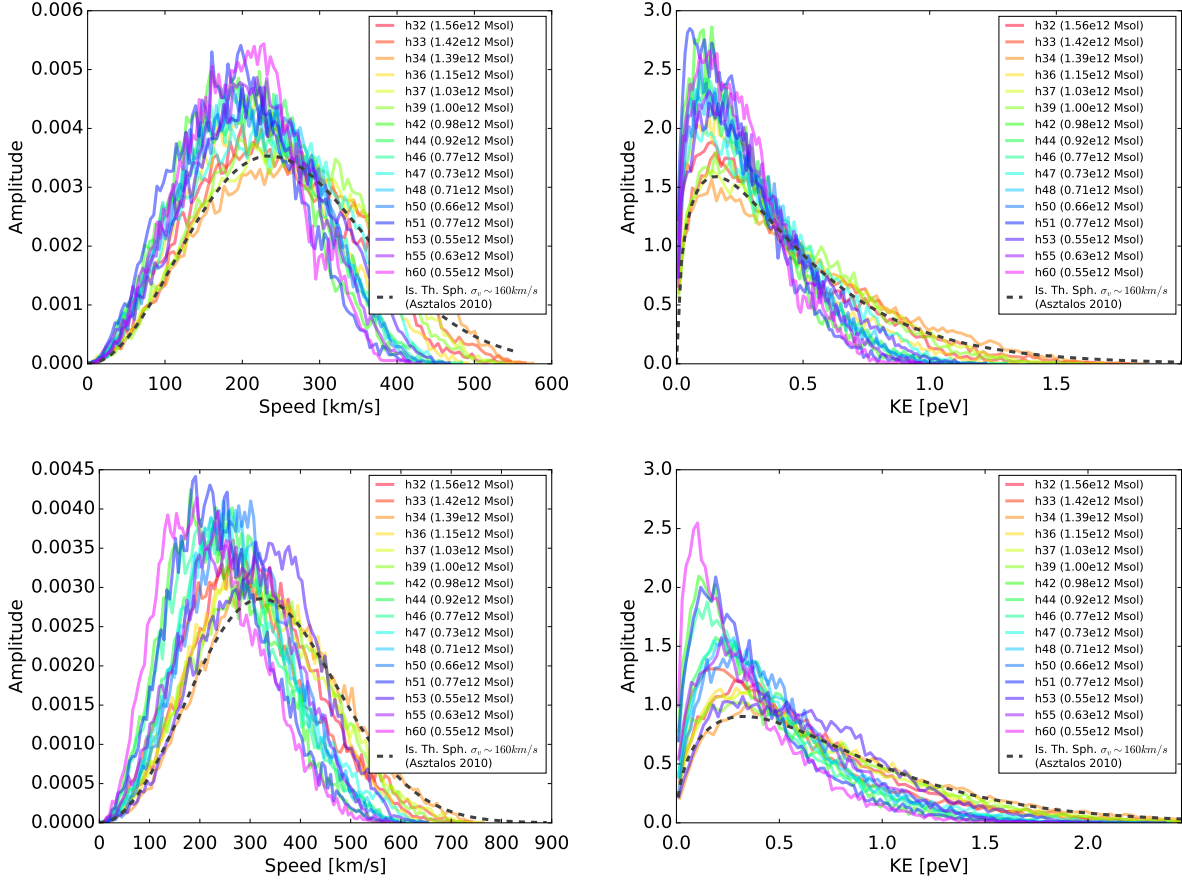 0.006
0.005
0.004
0.003
0.002
0.001
0.000
Amplitude
0 100 200 300 400 500 600
Speed [km/s]
h32 (1.56e12 Msol)
h33 (1.42e12 Msol)
h34 (1.39e12 Msol)
h36 (1.15e12 Msol)
h37 (1.03e12 Msol)
h39 (1.00e12 Msol)
h42 (0.98e12 Msol)
h44 (0.92e12 Msol)
h46 (0.77e12 Msol)
h47 (0.73e12 Msol)
h48 (0.71e12 Msol)
h50 (0.66e12 Msol)
h51 (0.77e12 Msol)
h53 (0.55e12 Msol)
h55 (0.63e12 Msol)
h60 (0.55e12 Msol)
Is. Th. Sph. σv ∼ 160km/s
(Asztalos 2010)
3.0
2.5
2.0
1.5
1.0
0.5
0.0
Amplitude
0.0 0.5 1.0 1.5
KE [peV]
h32 (1.56e12 Msol)
h33 (1.42e12 Msol)
h34 (1.39e12 Msol)
h36 (1.15e12 Msol)
h37 (1.03e12 Msol)
h39 (1.00e12 Msol)
h42 (0.98e12 Msol)
h44 (0.92e12 Msol)
h46 (0.77e12 Msol)
h47 (0.73e12 Msol)
h48 (0.71e12 Msol)
h50 (0.66e12 Msol)
h51 (0.77e12 Msol)
h53 (0.55e12 Msol)
h55 (0.63e12 Msol)
h60 (0.55e12 Msol)
Is. Th. Sph. σv ∼ 160km/s
(Asztalos 2010)
0.0045
0.0040
0.0035
0.0030
0.0025
0.0020
0.0015
0.0010
0.0005
0.0000
Amplitude
0 100 200 300 400 500 600 700 800 900
Speed [km/s]
h32 (1.56e12 Msol)
h33 (1.42e12 Msol)
h34 (1.39e12 Msol)
h36 (1.15e12 Msol)
h37 (1.03e12 Msol)
h39 (1.00e12 Msol)
h42 (0.98e12 Msol)
h44 (0.92e12 Msol)
h46 (0.77e12 Msol)
h47 (0.73e12 Msol)
h48 (0.71e12 Msol)
h50 (0.66e12 Msol)
h51 (0.77e12 Msol)
h53 (0.55e12 Msol)
h55 (0.63e12 Msol)
h60 (0.55e12 Msol)
Is. Th. Sph. σv ∼ 160km/s
(Asztalos 2010)
3.0
2.5
2.0
1.5
1.0
0.5
0.0
Amplitude
0.0 0.5 1.0 1.5 2.0
KE [peV]
h32 (1.56e12 Msol)
h33 (1.42e12 Msol)
h34 (1.39e12 Msol)
h36 (1.15e12 Msol)
h37 (1.03e12 Msol)
h39 (1.00e12 Msol)
h42 (0.98e12 Msol)
h44 (0.92e12 Msol)
h46 (0.77e12 Msol)
h47 (0.73e12 Msol)
h48 (0.71e12 Msol)
h50 (0.66e12 Msol)
h51 (0.77e12 Msol)
h53 (0.55e12 Msol)
h55 (0.63e12 Msol)
h60 (0.55e12 Msol)
Is. Th. Sph. σv ∼ 160km/s
(Asztalos 2010)